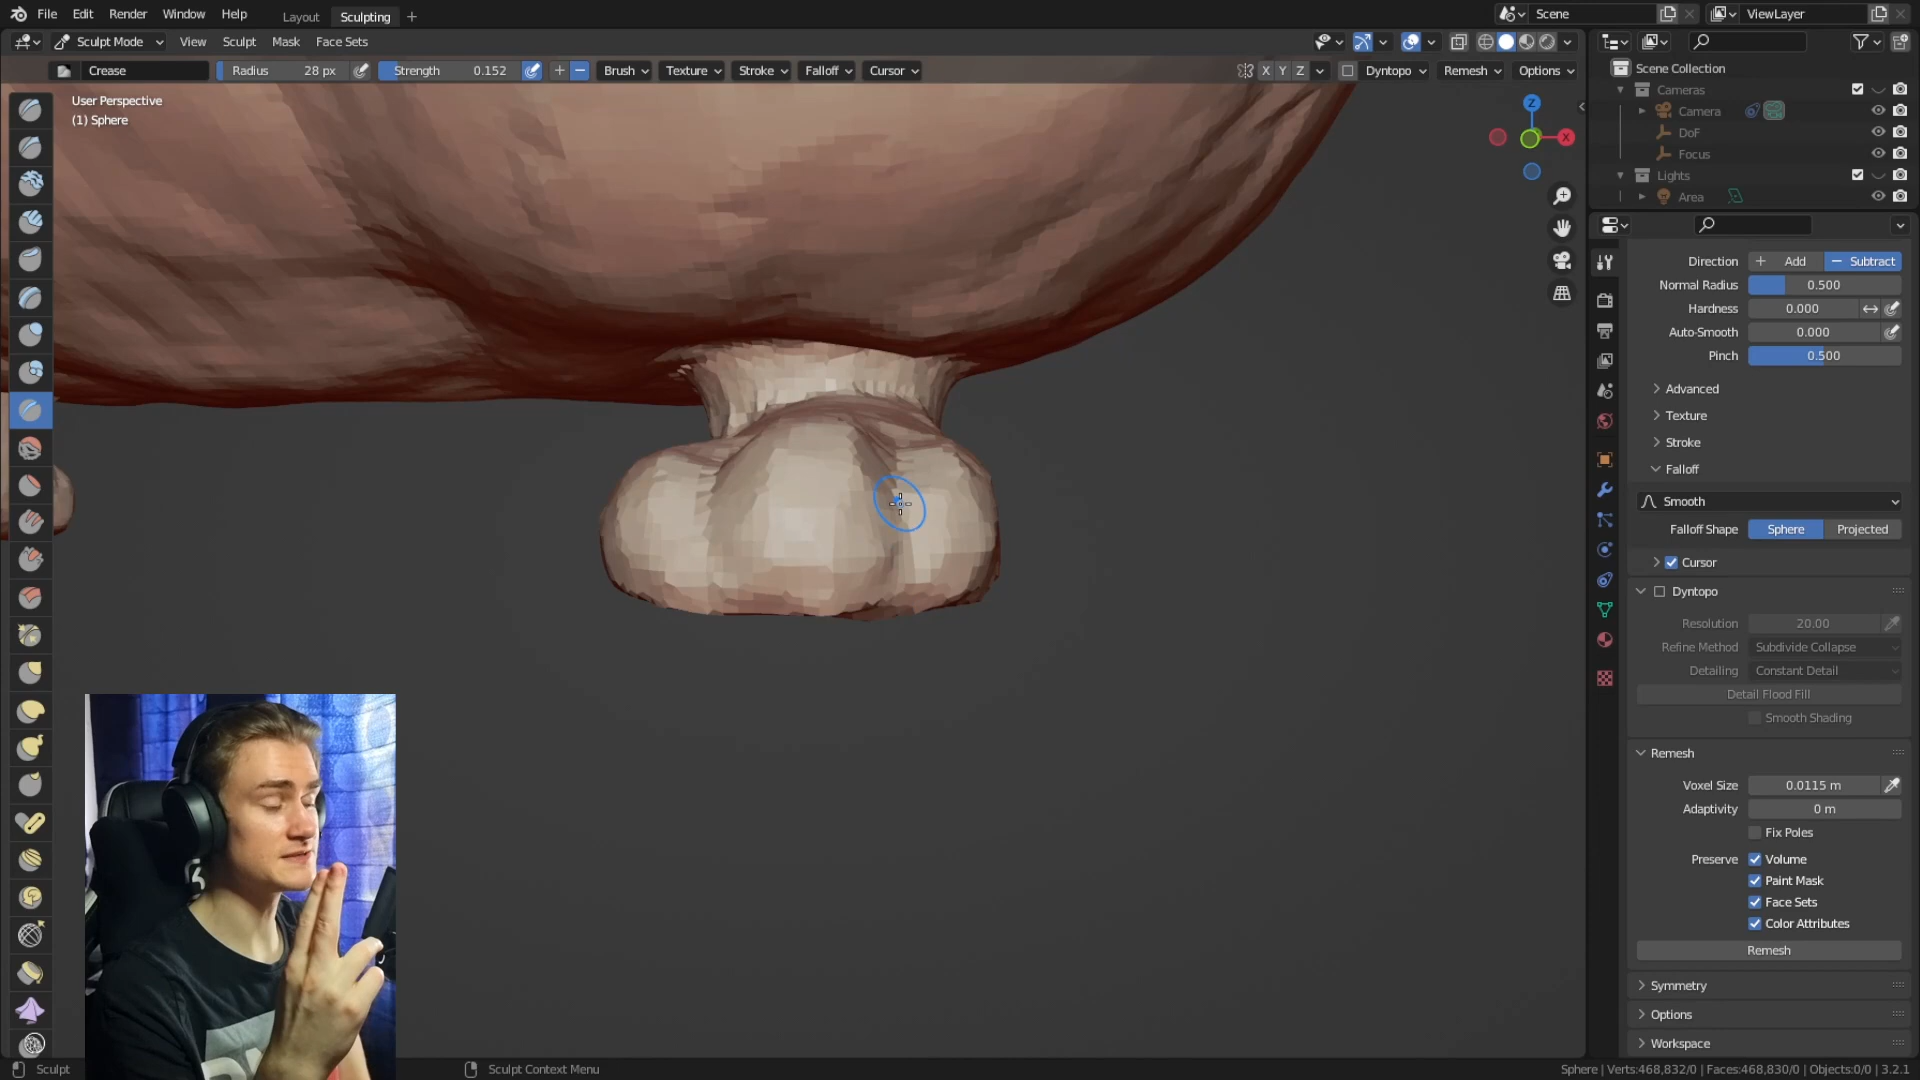 File Edit Render Window Help Layout Sculpting + Scene ViewLayer
Sculpt Mode View Sculpt Mask Face Sets
Crease Radius 28 px Strength 0.152 Brush Texture Stroke Falloff Cursor X Y Z Dyntopo Remesh Options
User Perspective
(1) Sphere
Z
X
Scene Collection
Cameras
Camera
DoF
Focus
Lights
Area
Direction + Add − Subtract
Normal Radius 0.500
Hardness 0.000
Auto-Smooth 0.000
Pinch 0.500
Advanced
Texture
Stroke
Falloff
Smooth
Falloff Shape Sphere Projected
Cursor
Dyntopo
Resolution 20.00
Refine Method Subdivide Collapse
Detailing Constant Detail
Detail Flood Fill
Smooth Shading
Remesh
Voxel Size 0.0115 m
Adaptivity 0 m
Fix Poles
Preserve Volume
Paint Mask
Face Sets
Color Attributes
Remesh
Symmetry
Options
Workspace
Sculpt Sculpt Context Menu Sphere | Verts:468,832/0 | Faces:468,830/0 | Objects:0/0 | 3.2.1